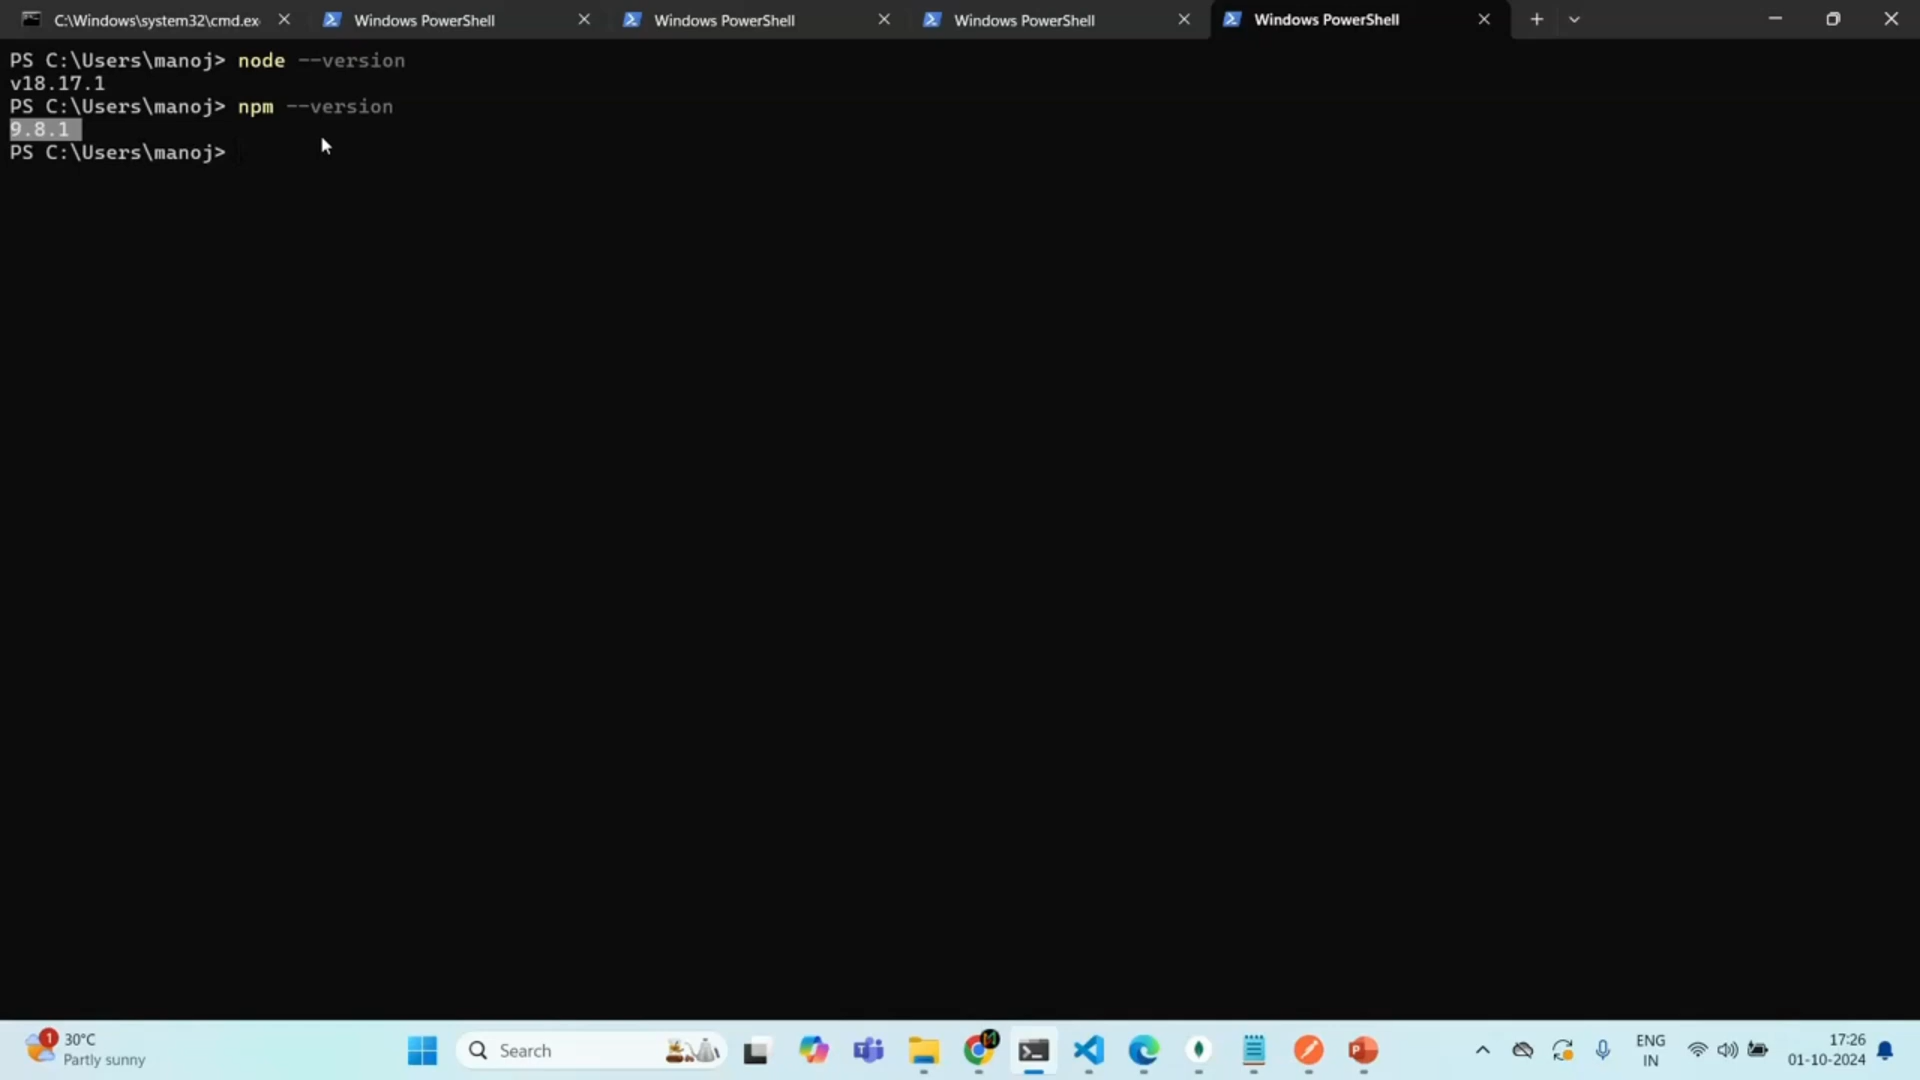 C:\Windows\system32\cmd.ex
Windows PowerShell
Windows PowerShell
Windows PowerShell
Windows PowerShell
PS C:\Users\manoj> node --version
v18.17.1
PS C:\Users\manoj> npm --version
9.8.1
PS C:\Users\manoj>
1
30°C
Partly sunny
Search
ENG
IN
17:26
01-10-2024